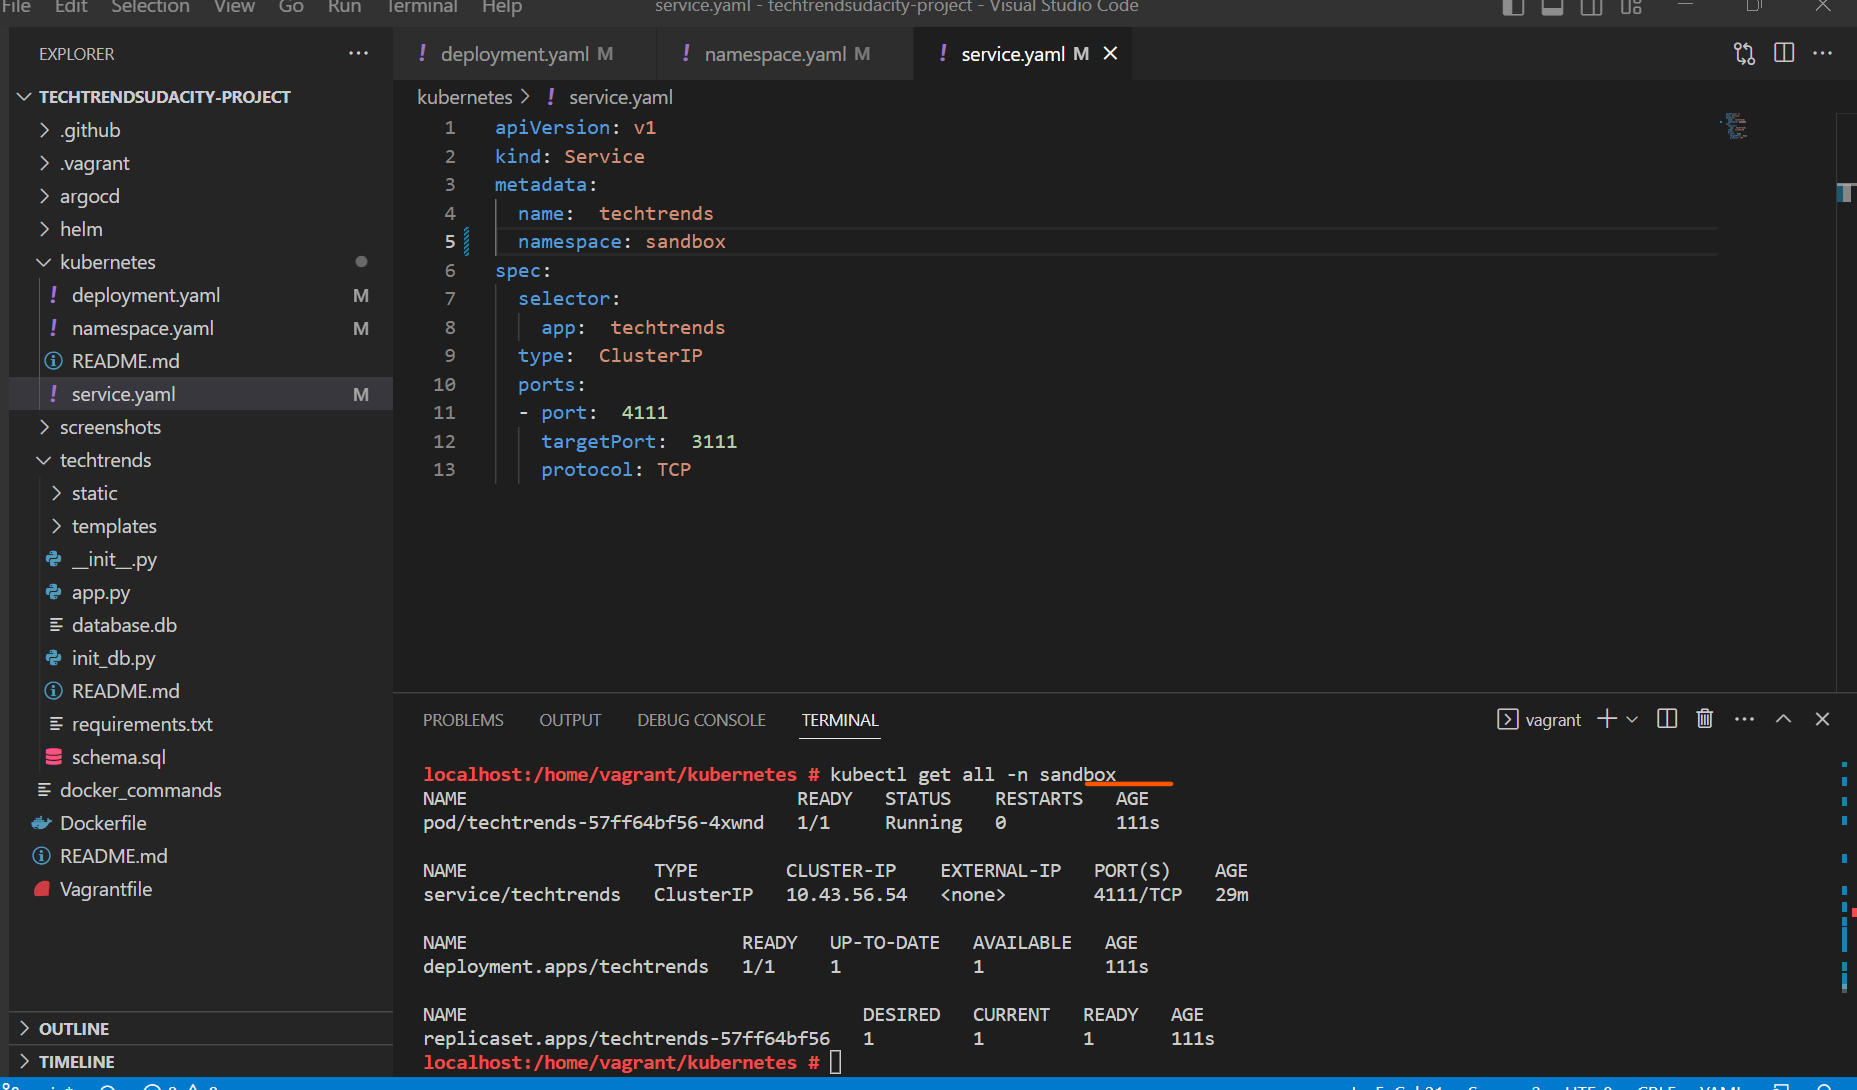 File Edit Selection View Go Run Terminal Help service.yaml - techtrendsudacity-project - Visual Studio Code
EXPLORER
TECHTRENDSUDACITY-PROJECT
.github
.vagrant
argocd
helm
kubernetes
deployment.yaml M
namespace.yaml M
README.md
service.yaml M
screenshots
techtrends
static
templates
__init__.py
app.py
database.db
init_db.py
README.md
requirements.txt
schema.sql
docker_commands
Dockerfile
README.md
Vagrantfile
OUTLINE
TIMELINE
! deployment.yaml M ! namespace.yaml M ! service.yaml M
kubernetes > ! service.yaml
1 apiVersion: v1
2 kind: Service
3 metadata:
4 name:  techtrends
5 namespace: sandbox
6 spec:
7 selector:
8 app:  techtrends
9 type:  ClusterIP
10 ports:
11 - port:  4111
12 targetPort:  3111
13 protocol: TCP
PROBLEMS OUTPUT DEBUG CONSOLE TERMINAL vagrant
localhost:/home/vagrant/kubernetes # kubectl get all -n sandbox
NAME READY STATUS RESTARTS AGE
pod/techtrends-57ff64bf56-4xwnd 1/1 Running 0 111s
NAME TYPE CLUSTER-IP EXTERNAL-IP PORT(S) AGE
service/techtrends ClusterIP 10.43.56.54 <none> 4111/TCP 29m
NAME READY UP-TO-DATE AVAILABLE AGE
deployment.apps/techtrends 1/1 1 1 111s
NAME DESIRED CURRENT READY AGE
replicaset.apps/techtrends-57ff64bf56 1 1 1 111s
localhost:/home/vagrant/kubernetes #